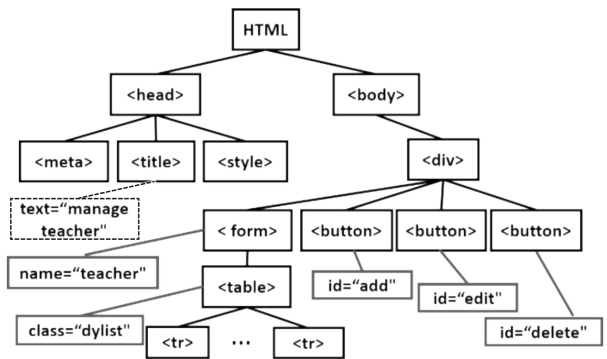 HTML
<head>
<body>
<meta>
<title>
<style>
<div>
text=“manage
teacher"
< form>
<button>
<button>
<button>
name=“teacher"
<table>
id=“add"
id=“edit"
class=“dylist"
id=“delete"
<tr>
...
<tr>